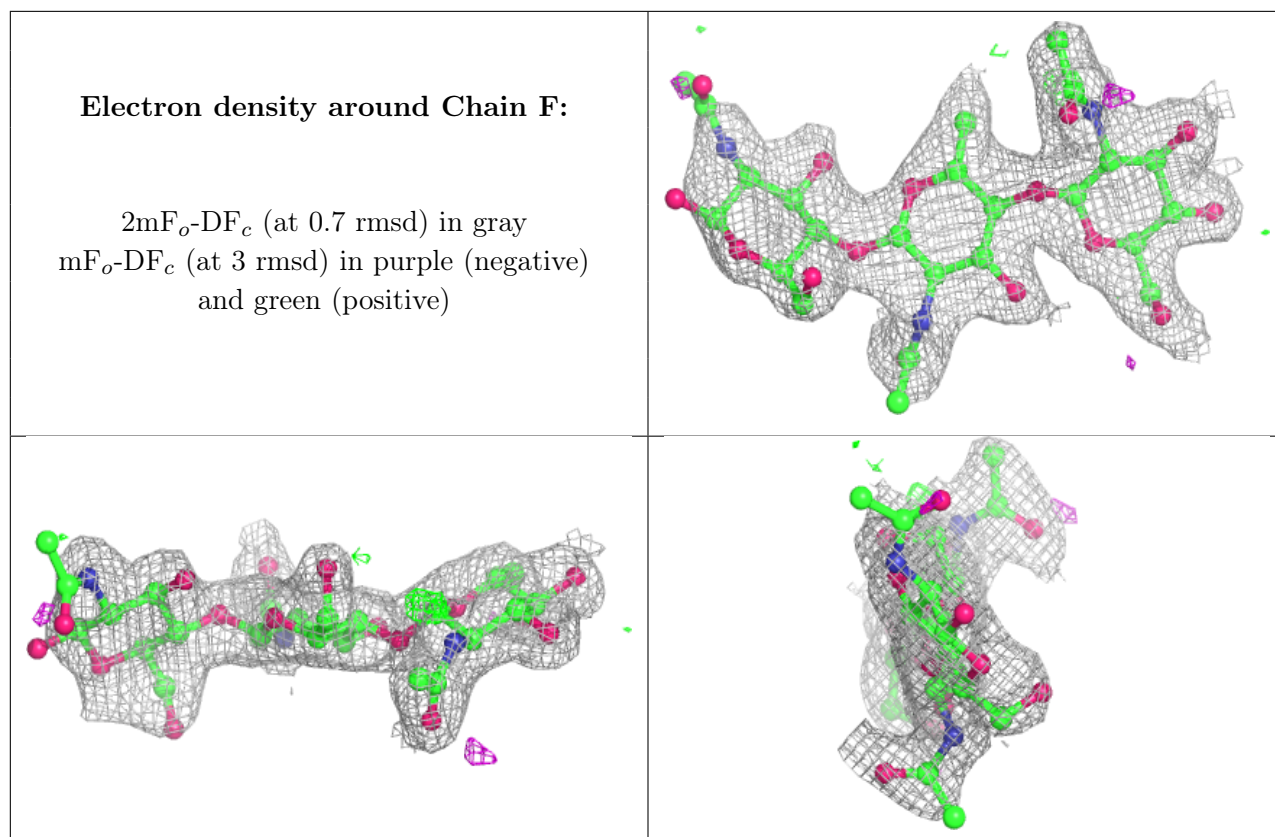 Electron density around Chain F:
2mFo-DFc (at 0.7 rmsd) in gray
mFo-DFc (at 3 rmsd) in purple (negative)
and green (positive)